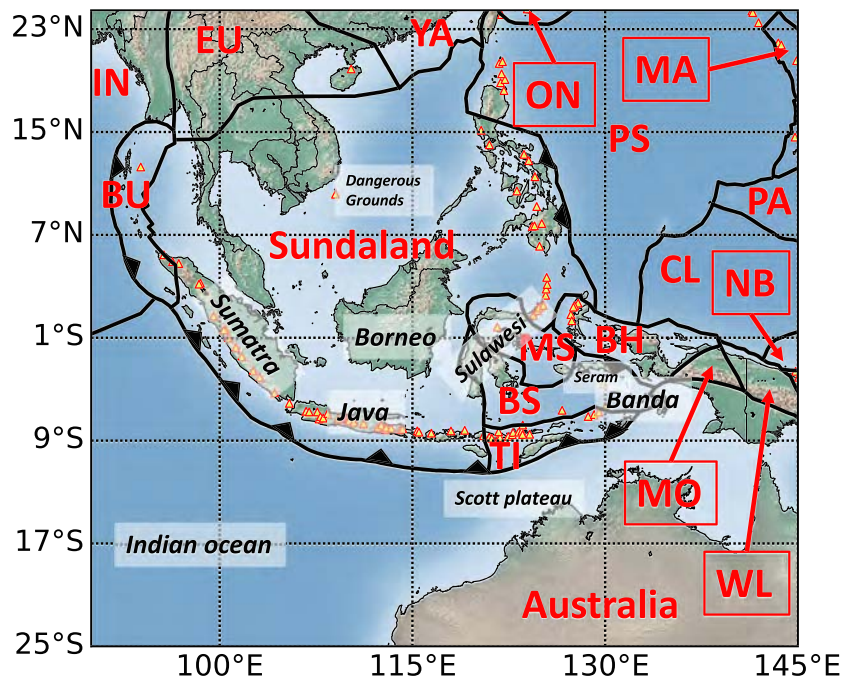 23°N
15°N
7°N
1°S
9°S
17°S
25°S
EU
YA
IN
ON
MA
PS
BU
Dangerous
Grounds
PA
Sundaland
CL
NB
Sumatra
Borneo
Sulawesi
MS
BH
Seram
Java
BS
Banda
TI
Scott plateau
MO
Indian ocean
WL
Australia
100°E
115°E
130°E
145°E